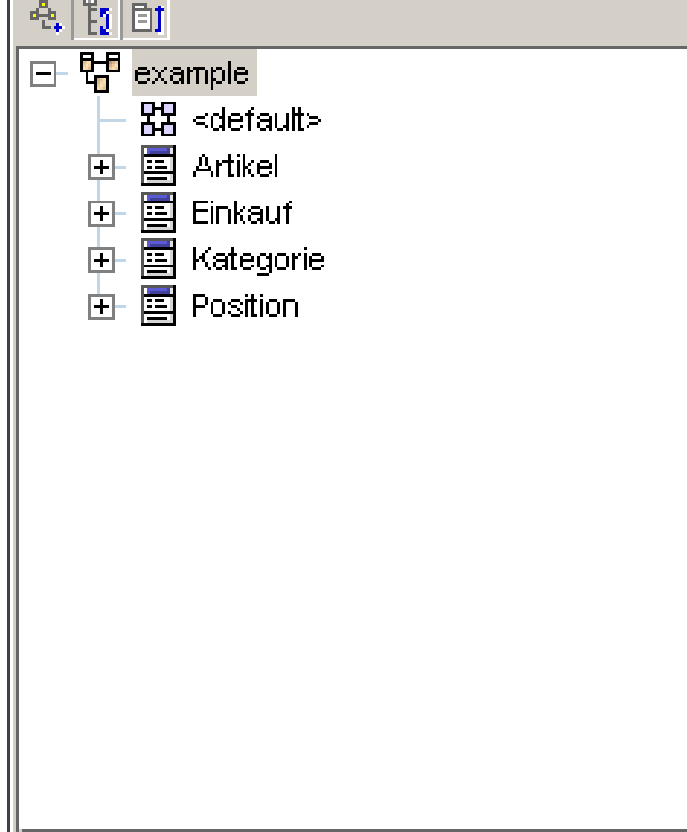 example
<default>
Artikel
Einkauf
Kategorie
Position